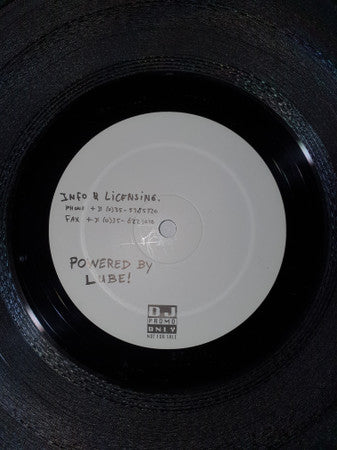 INFO & LICENSING.
PHONE
FAX
POWERED BY
LUBE!
DJ
PROMO
ONLY
NOT FOR SALE